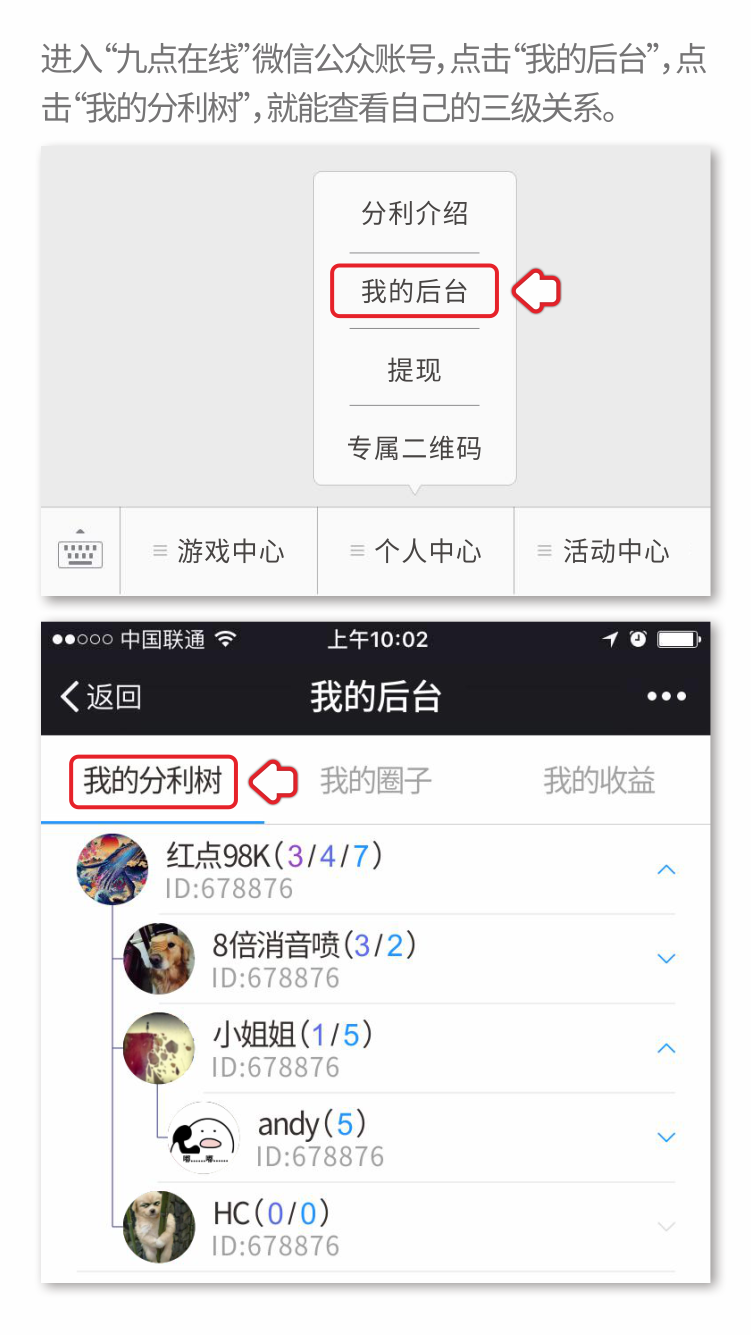 进入“九点在线”微信公众账号，点击“我的后台”，点
击“我的分利树”，就能查看自己的三级关系。
分利介绍
我的后台
提现
专属二维码
游戏中心
个人中心
活动中心
中国联通 上午10:02
返回 我的后台
我的分利树 我的圈子 我的收益
红点98K(3/4/7)
ID:678876
8倍消音喷(3/2)
ID:678876
小姐姐(1/5)
ID:678876
andy(5)
ID:678876
HC(0/0)
ID:678876